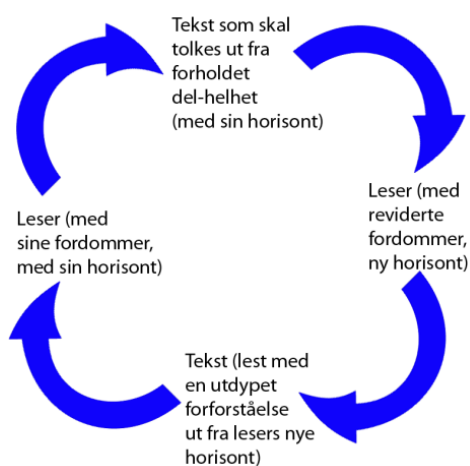 Tekst som skal
tolkes ut fra
forholdet
del-helhet
(med sin horisont)
Leser (med
reviderte
fordommer,
ny horisont)
Tekst (lest med
en utdypet
forforståelse
ut fra lesers nye
horisont)
Leser (med
sine fordommer,
med sin horisont)